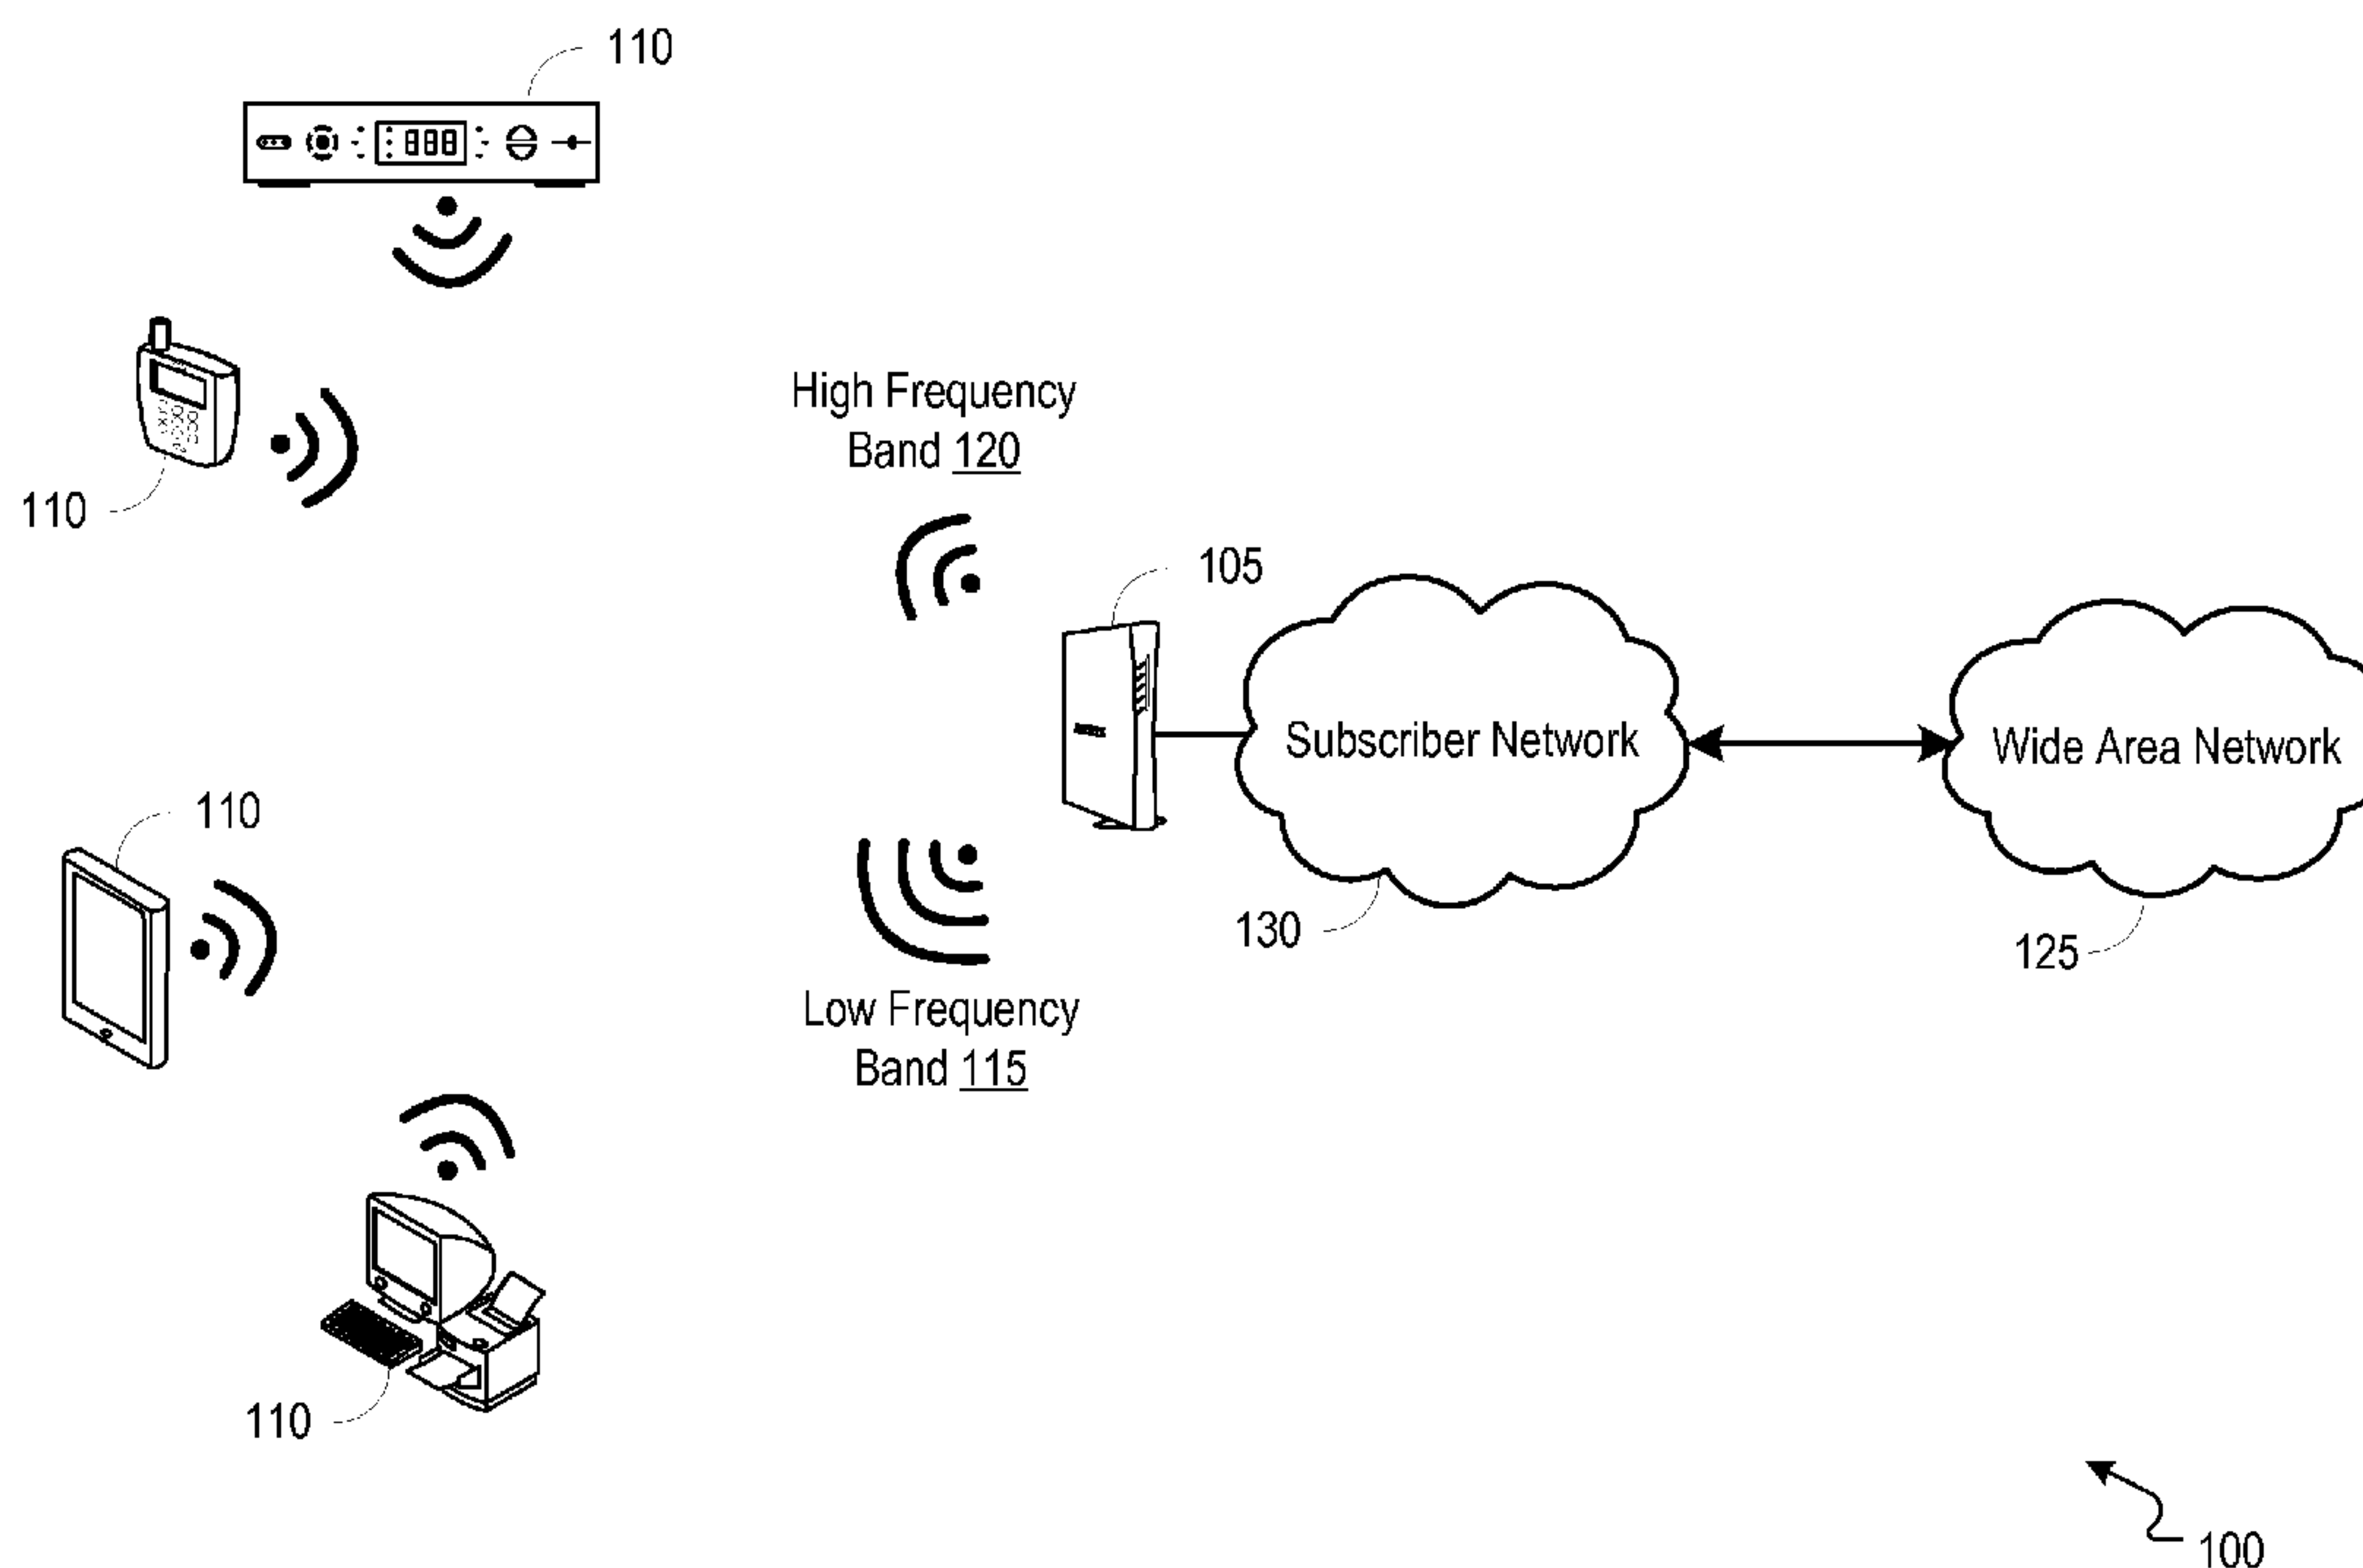 110
110
High Frequency
Band 120
105
Subscriber Network
Wide Area Network
110
130
125
Low Frequency
Band 115
110
100